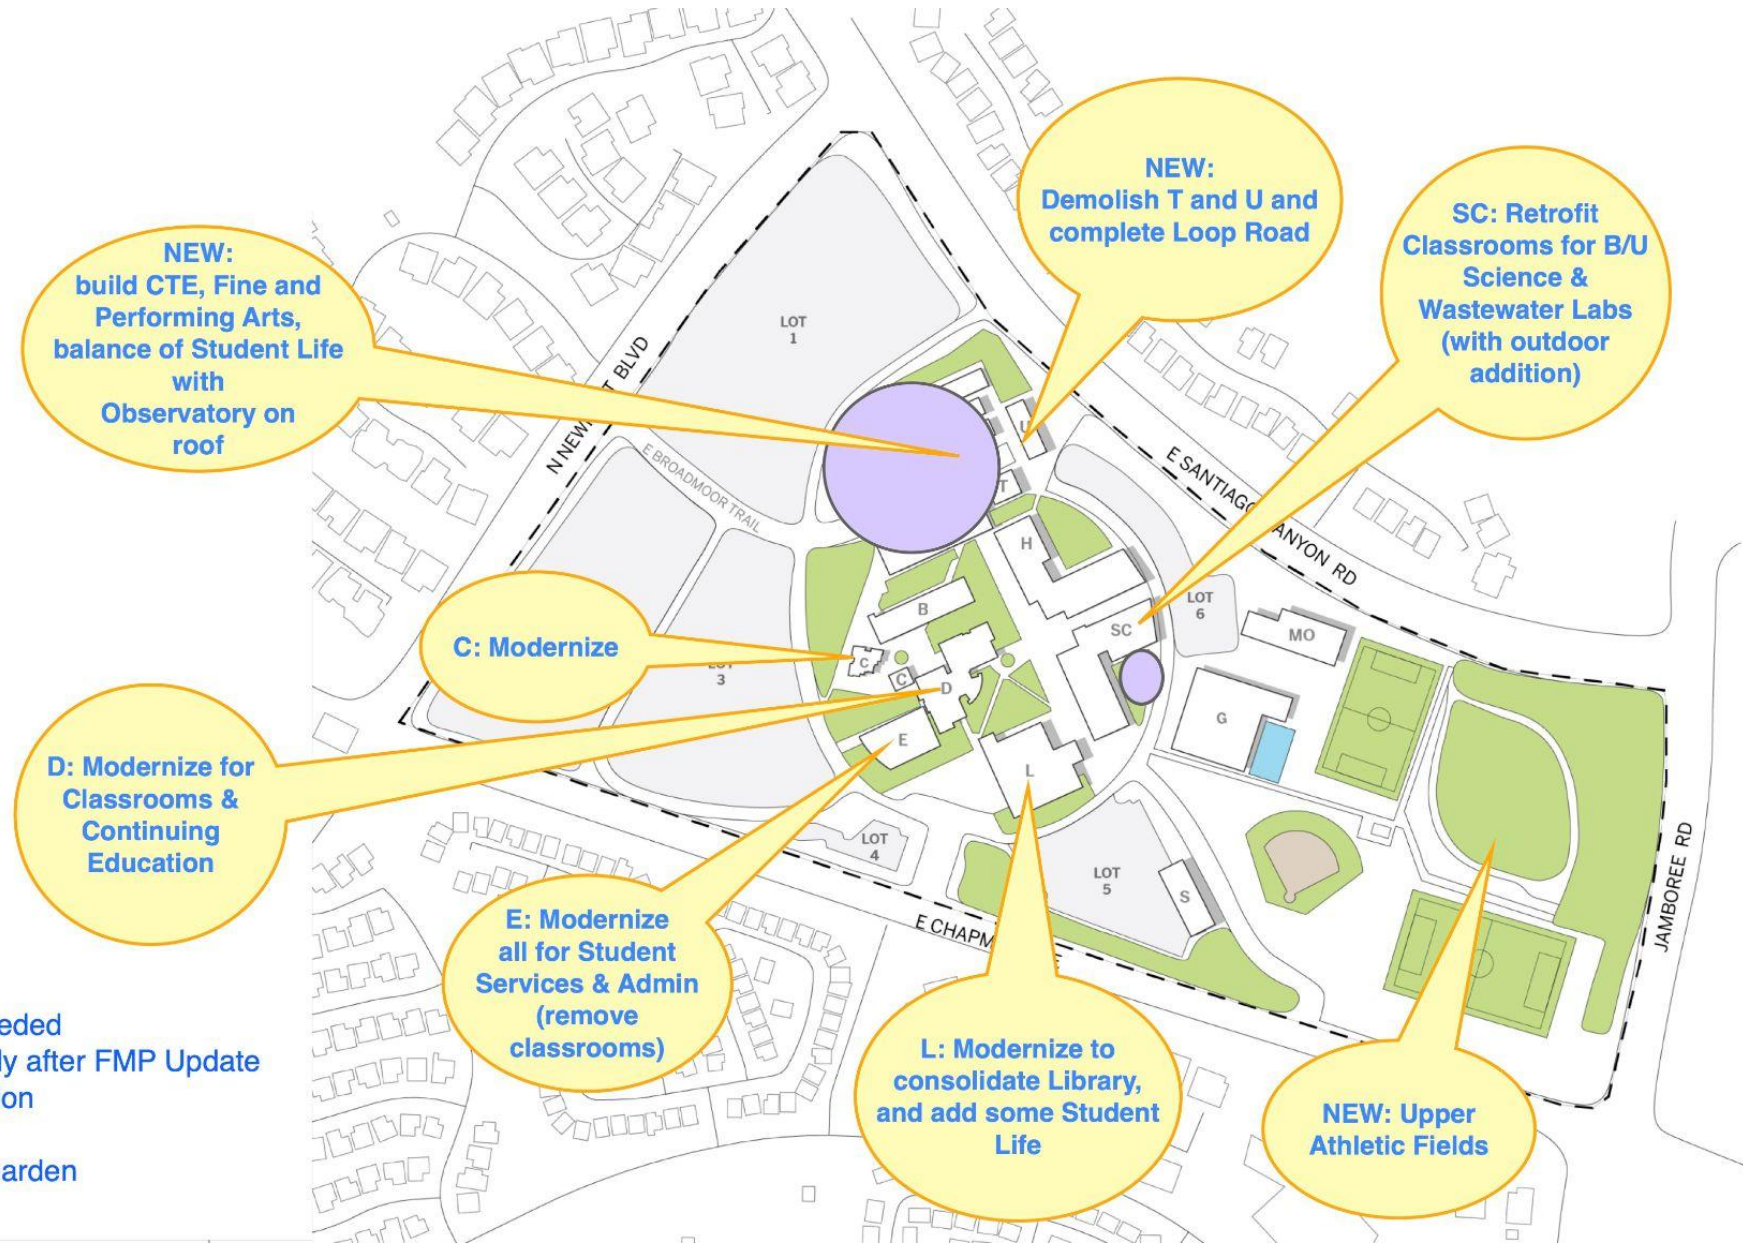 NEW:
Demolish T and U and
complete Loop Road
SC: Retrofit
Classrooms for B/U
Science &
Wastewater Labs
(with outdoor
addition)
NEW:
build CTE, Fine and
Performing Arts,
balance of Student Life
with
Observatory on
roof
LOT
1
N NEW
T BLVD
E BROADMOOR TRAIL
U
T
E SANTIAGO
ANYON RD
H
B
LOT
6
SC
MO
C: Modernize
C
C
D
3
G
E
L
D: Modernize for
Classrooms &
Continuing
Education
LOT
4
LOT
5
S
JAMBOREE RD
E CHAPM
E: Modernize
all for Student
Services & Admin
(remove
classrooms)
L: Modernize to
consolidate Library,
and add some Student
Life
NEW: Upper
Athletic Fields
eded
ly after FMP Update
on
arden